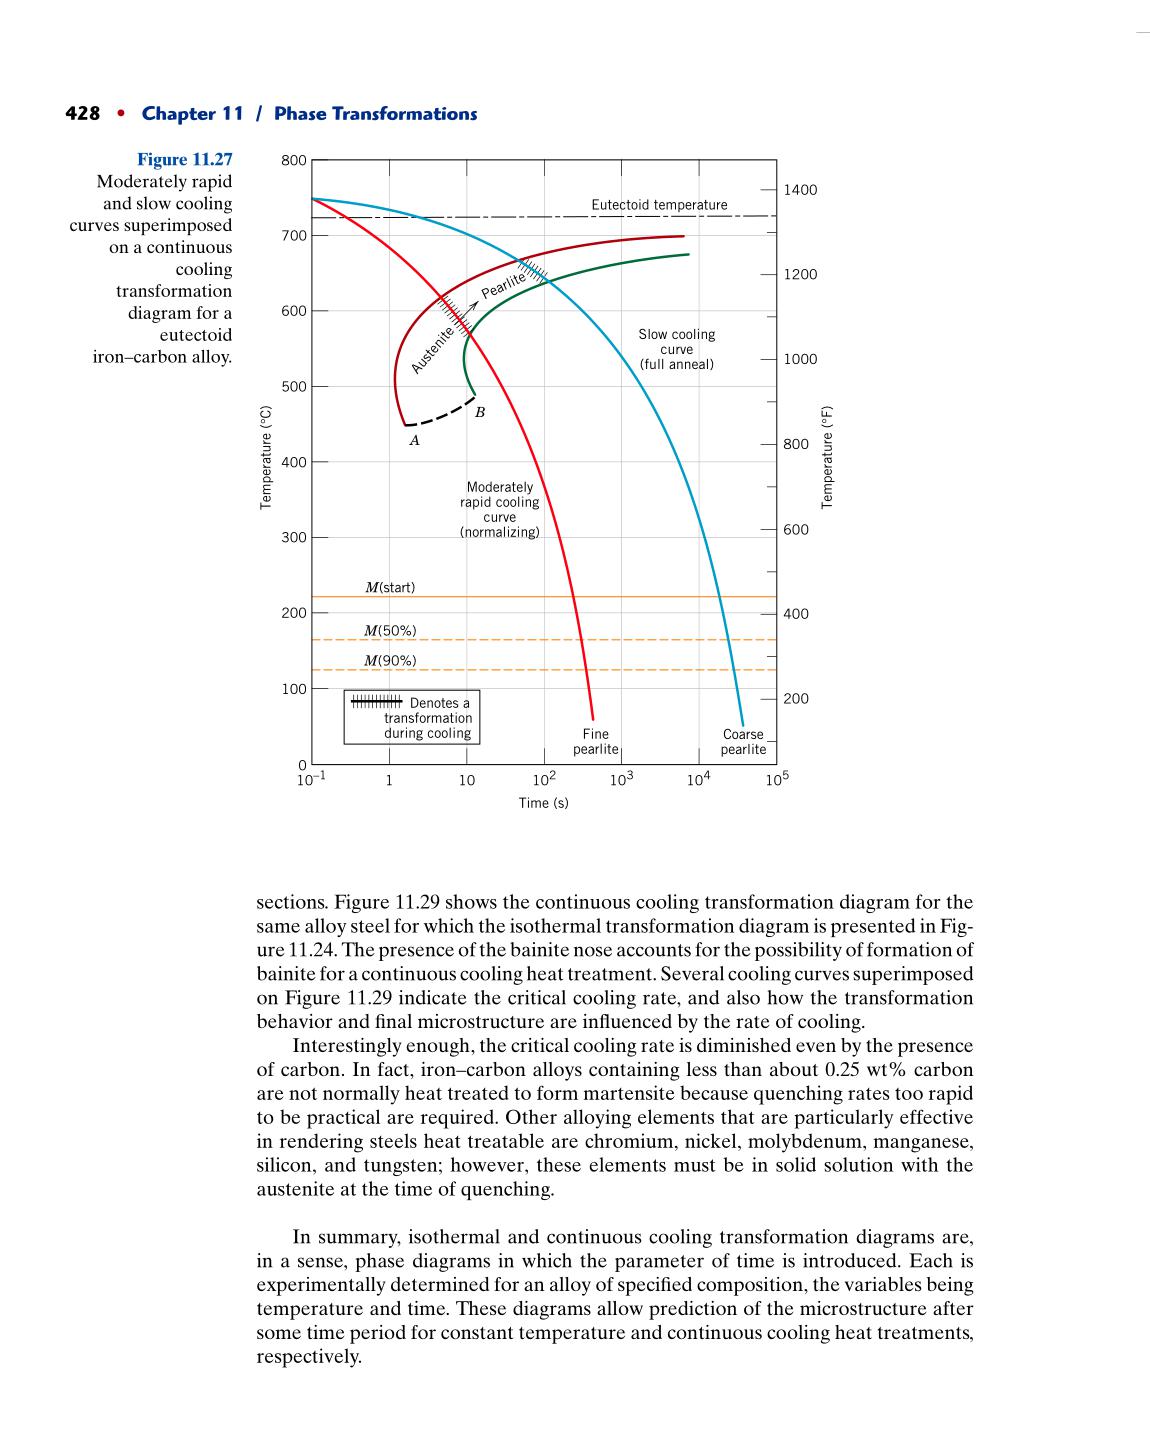 428 • Chapter 11 / Phase Transformations
Figure 11.27
Moderately rapid
and slow cooling
curves superimposed
on a continuous
cooling
transformation
diagram for a
eutectoid
iron–carbon alloy.
800
1400
Eutectoid temperature
700
1200
Pearlite
600
Austenite
Slow cooling
curve
(full anneal)
1000
500
B
A
Temperature (°C)
Temperature (°F)
800
400
Moderately
rapid cooling
curve
(normalizing)
600
300
M(start)
200
400
M(50%)
M(90%)
100
200
Denotes a
transformation
during cooling
Fine
pearlite
Coarse
pearlite
0
10–1 1 10 102 103 104 105
Time (s)
sections. Figure 11.29 shows the continuous cooling transformation diagram for the
same alloy steel for which the isothermal transformation diagram is presented in Fig-
ure 11.24. The presence of the bainite nose accounts for the possibility of formation of
bainite for a continuous cooling heat treatment. Several cooling curves superimposed
on Figure 11.29 indicate the critical cooling rate, and also how the transformation
behavior and final microstructure are influenced by the rate of cooling.
Interestingly enough, the critical cooling rate is diminished even by the presence
of carbon. In fact, iron–carbon alloys containing less than about 0.25 wt% carbon
are not normally heat treated to form martensite because quenching rates too rapid
to be practical are required. Other alloying elements that are particularly effective
in rendering steels heat treatable are chromium, nickel, molybdenum, manganese,
silicon, and tungsten; however, these elements must be in solid solution with the
austenite at the time of quenching.
In summary, isothermal and continuous cooling transformation diagrams are,
in a sense, phase diagrams in which the parameter of time is introduced. Each is
experimentally determined for an alloy of specified composition, the variables being
temperature and time. These diagrams allow prediction of the microstructure after
some time period for constant temperature and continuous cooling heat treatments,
respectively.